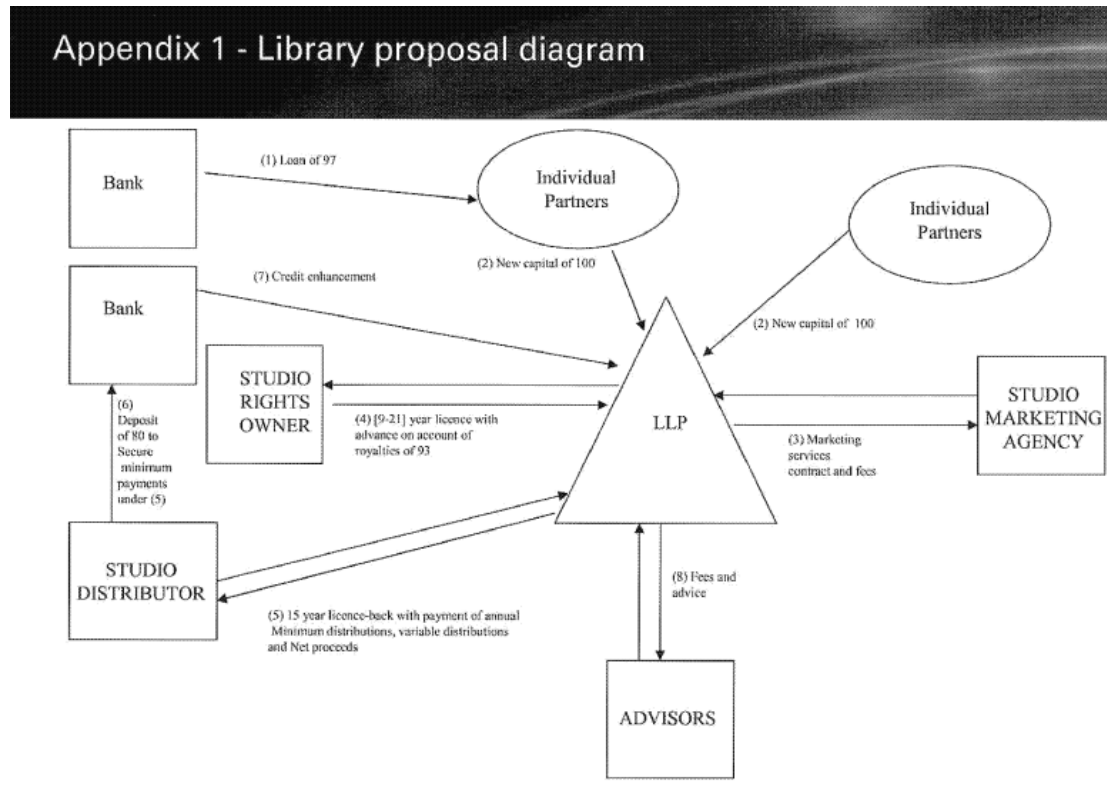 Appendix 1 - Library proposal diagram
Bank
(1) Loan of 97
Individual
Partners
Individual
Partners
(2) New capital of 100
(7) Credit enhancement
Bank
(2) New capital of 100
STUDIO
RIGHTS
OWNER
(4) [9-21] year licence with
advance on account of
royalties of 93
LLP
STUDIO
MARKETING
AGENCY
(3) Marketing
services
contract and fees
(6)
Deposit
of 80 to
Secure
minimum
payments
under (5)
STUDIO
DISTRIBUTOR
(5) 15 year licence-back with payment of annual
Minimum distributions, variable distributions
and Net proceeds
(8) Fees and
advice
ADVISORS